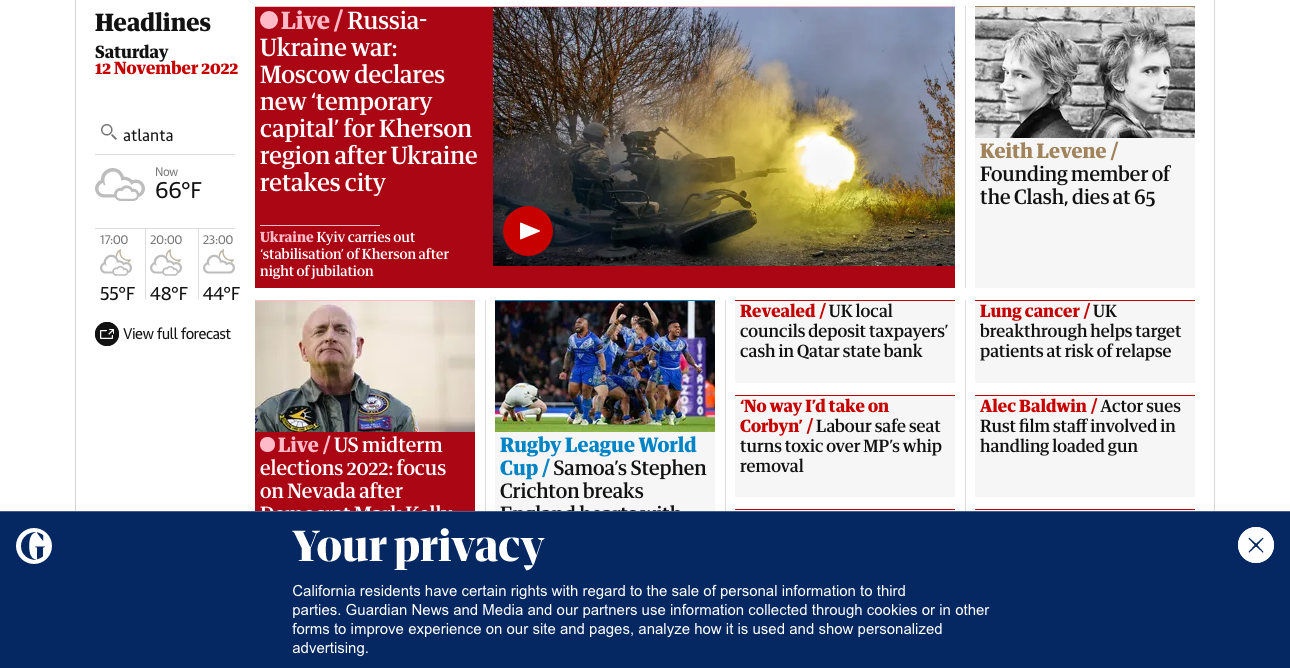 Headlines
Saturday
12 November 2022
atlanta
Now
66°F
17:00
20:00
23:00
55°F
48°F
44°F
View full forecast
Live / Russia-
Ukraine war:
Moscow declares
new ‘temporary
capital’ for Kherson
region after Ukraine
retakes city
Ukraine Kyiv carries out
‘stabilisation’ of Kherson after
night of jubilation
Keith Levene /
Founding member of
the Clash, dies at 65
Live / US midterm
elections 2022: focus
on Nevada after
Democrat Mark Kelly
Rugby League World
Cup / Samoa’s Stephen
Crichton breaks
England hearts with
Revealed / UK local
councils deposit taxpayers’
cash in Qatar state bank
‘No way I’d take on
Corbyn’ / Labour safe seat
turns toxic over MP’s whip
removal
Lung cancer / UK
breakthrough helps target
patients at risk of relapse
Alec Baldwin / Actor sues
Rust film staff involved in
handling loaded gun
G
Your privacy
California residents have certain rights with regard to the sale of personal information to third
parties. Guardian News and Media and our partners use information collected through cookies or in other
forms to improve experience on our site and pages, analyze how it is used and show personalized
advertising.